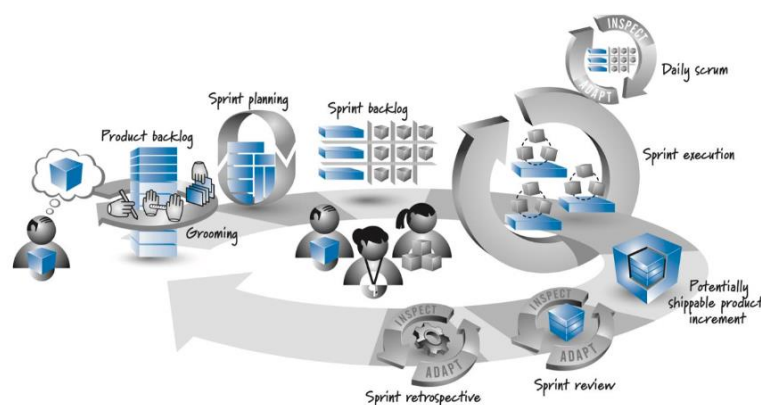 INSPECT
ADAPT
Daily scrum
Sprint planning
Sprint backlog
Product backlog
Sprint execution
Grooming
Potentially
shippable product
increment
INSPECT
ADAPT
Sprint retrospective
INSPECT
ADAPT
Sprint review